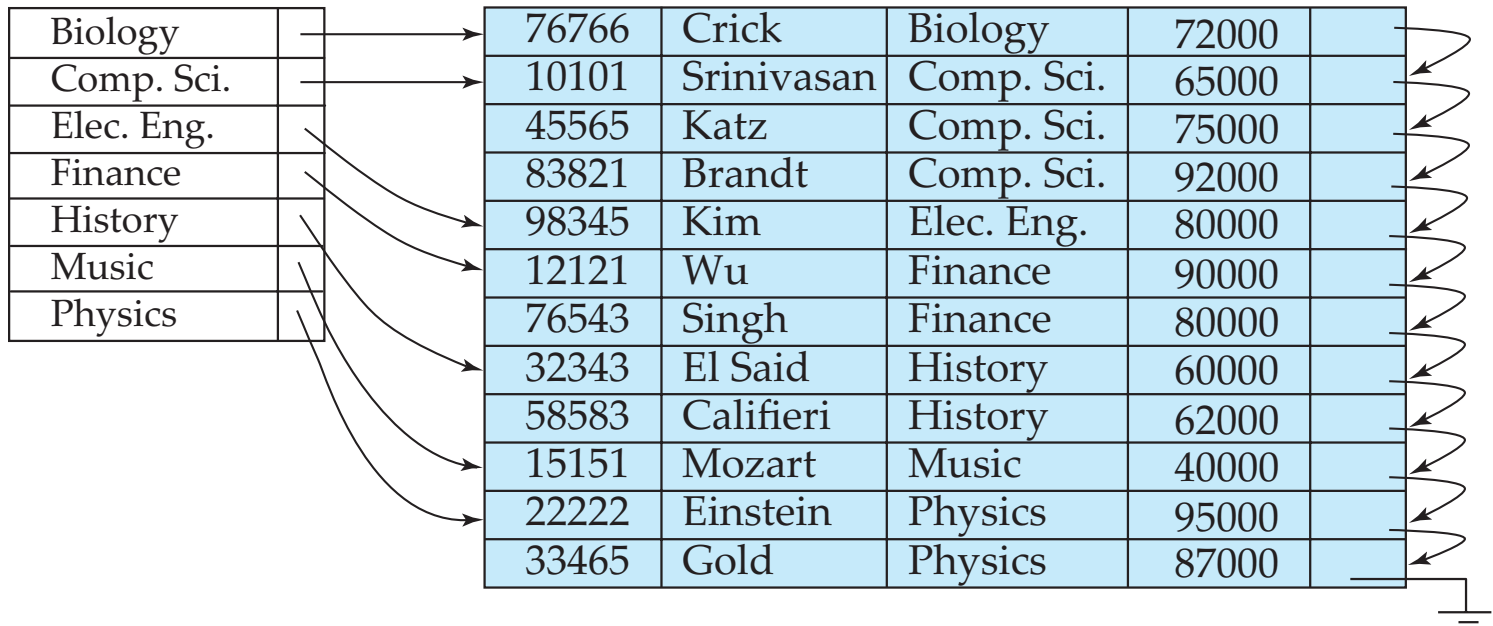 Biology
Comp. Sci.
Elec. Eng.
Finance
History
Music
Physics
76766 Crick Biology 72000
10101 Srinivasan Comp. Sci. 65000
45565 Katz Comp. Sci. 75000
83821 Brandt Comp. Sci. 92000
98345 Kim Elec. Eng. 80000
12121 Wu Finance 90000
76543 Singh Finance 80000
32343 El Said History 60000
58583 Califieri History 62000
15151 Mozart Music 40000
22222 Einstein Physics 95000
33465 Gold Physics 87000